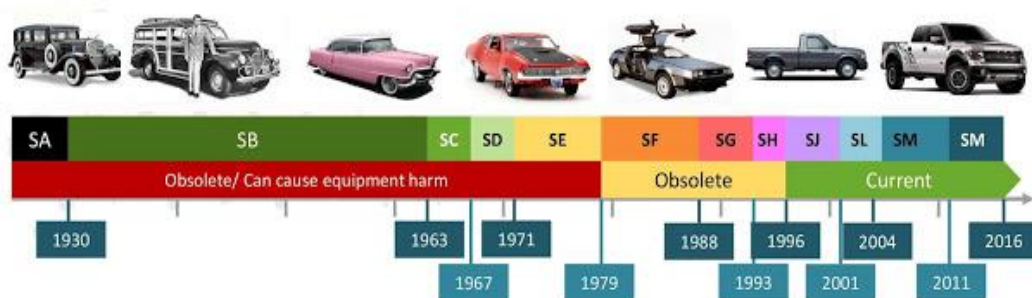 SA SB SC SD SE SF SG SH SJ SL SM SM
Obsolete/ Can cause equipment harm Obsolete Current
1930 1963 1971 1988 1996 2004 2016
1967 1979 1993 2001 2011